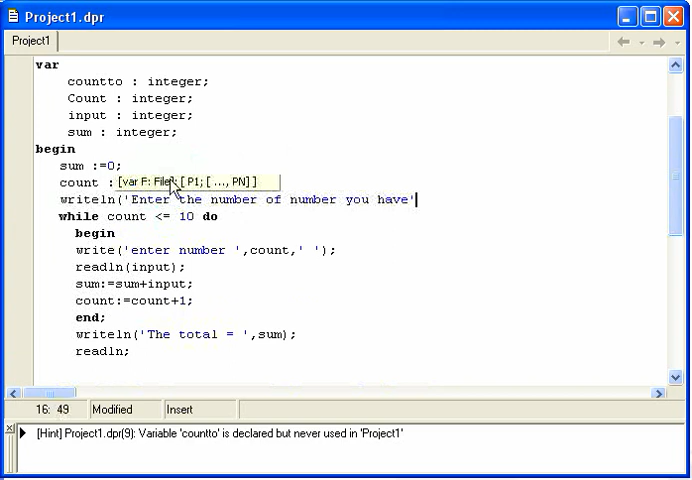 Project1.dpr
Project1
var
countto : integer;
Count : integer;
input : integer;
sum : integer;
begin
sum :=0;
count : [var F: File]; [ P1; [ ..., PN] ]
writeln('Enter the number of number you have'
while count <= 10 do
begin
write('enter number ',count,' ');
readln(input);
sum:=sum+input;
count:=count+1;
end;
writeln('The total = ',sum);
readln;
16: 49 Modified Insert
[Hint] Project1.dpr(9): Variable 'countto' is declared but never used in 'Project1'